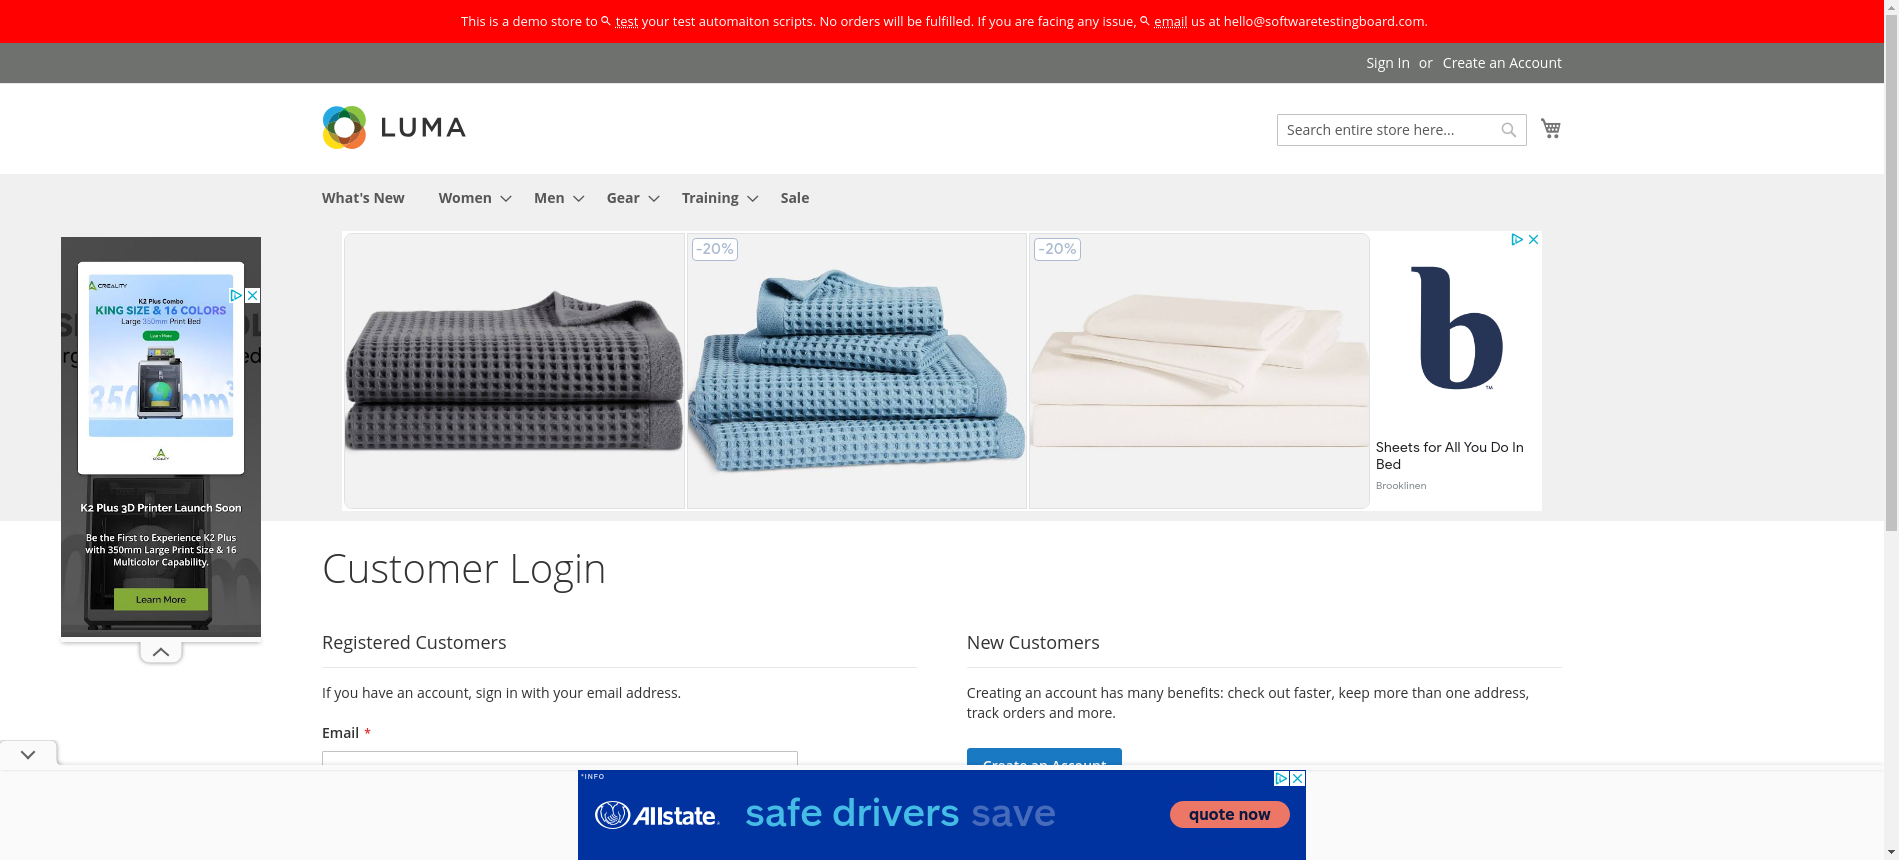 This is a demo store to test your test automaiton scripts. No orders will be fulfilled. If you are facing any issue, email us at hello@softwaretestingboard.com.
Sign In or Create an Account
LUMA
Search entire store here...
What's New Women Men Gear Training Sale
CREALITY
K2 Plus Combo
KING SIZE & 16 COLORS
Large 350mm Print Bed
Learn More
350mm³
K2 Plus 3D Printer Launch Soon
Be the First to Experience K2 Plus
with 350mm Large Print Size & 16
Multicolor Capability.
Learn More
-20%
-20%
b
™
Sheets for All You Do In
Bed
Brooklinen
Customer Login
Registered Customers
If you have an account, sign in with your email address.
Email *
New Customers
Creating an account has many benefits: check out faster, keep more than one address,
track orders and more.
Create an Account
*INFO
Allstate.
safe drivers save
quote now